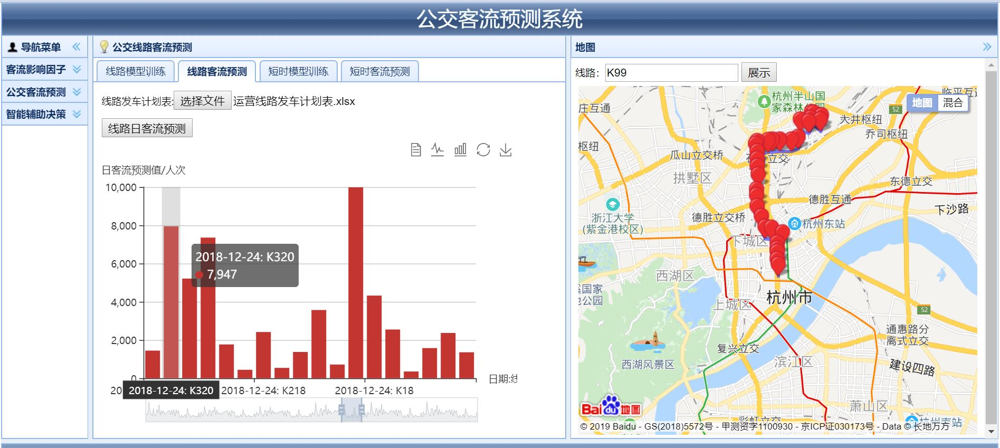 公交客流预测系统
导航菜单
客流影响因子
公交客流预测
智能辅助决策
公交线路客流预测
线路模型训练
线路客流预测
短时模型训练
短时客流预测
线路发车计划表:选择文件 运营线路发车计划表.xlsx
线路日客流预测
日客流预测值/人次
10,000
8,000
6,000
4,000
2,000
0
2018-12-24: K320
7,947
日期:
20
2018-12-24: K320
2018-12-24: K218
2018-12-24: K18
地图
线路: K99 展示
地图 混合
杭州半山国
家森林公园
临平互通
S2
庄互通
大井枢纽
乔司枢纽
枢纽
瓜山立交桥
石桥立交
拱墅区
东德立交
德胜互通
下沙路
浙江大学
(紫金港校区)
德胜立交桥
杭州东站
下城区
西湖区
溪国家
地公园
杭州市
上城区
S2
通惠路分
离式立交
复兴立交
西湖风景区
滨江区
建设四路
萧山区
Baidu地图
彩虹立交
杭州南站
© 2019 Baidu - GS(2018)5572号 - 甲测资字1100930 - 京ICP证030173号 - Data © 长地万方